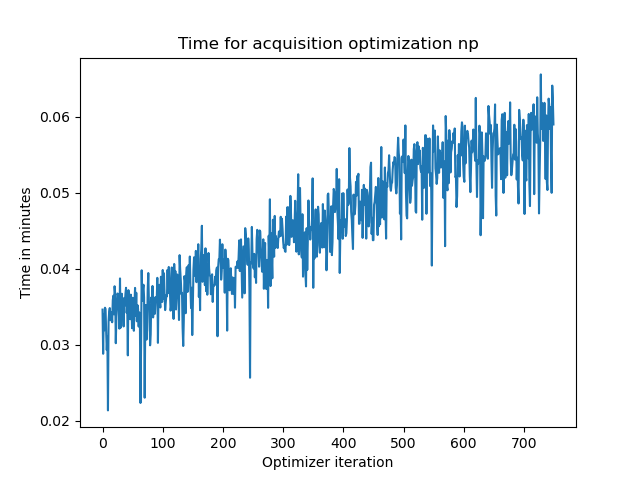 Time for acquisition optimization np
0.06
0.05
0.04
0.03
0.02
Time in minutes
0 100 200 300 400 500 600 700
Optimizer iteration